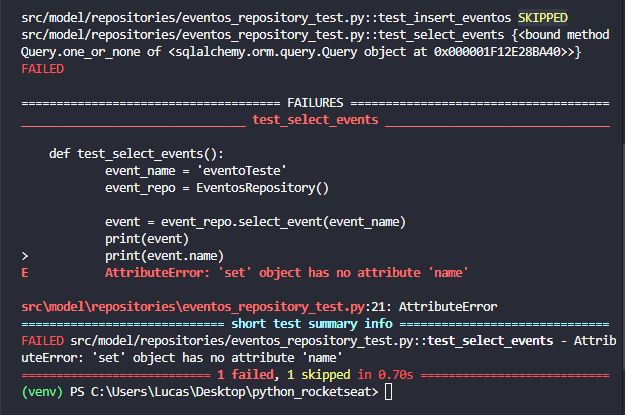 src/model/repositories/eventos_repository_test.py::test_insert_eventos SKIPPED
src/model/repositories/eventos_repository_test.py::test_select_events {<bound method
Query.one_or_none of <sqlalchemy.orm.query.Query object at 0x000001F12E28BA40>>}
FAILED
===================================== FAILURES =====================================
________________________________ test_select_events ________________________________
def test_select_events():
event_name = 'eventoTeste'
event_repo = EventosRepository()
event = event_repo.select_event(event_name)
print(event)
> print(event.name)
E AttributeError: 'set' object has no attribute 'name'
src\model\repositories\eventos_repository_test.py:21: AttributeError
============================= short test summary info ==============================
FAILED src/model/repositories/eventos_repository_test.py::test_select_events - Attrib
uteError: 'set' object has no attribute 'name'
=========================== 1 failed, 1 skipped in 0.70s ===========================
(venv) PS C:\Users\Lucas\Desktop\python_rocketseat>